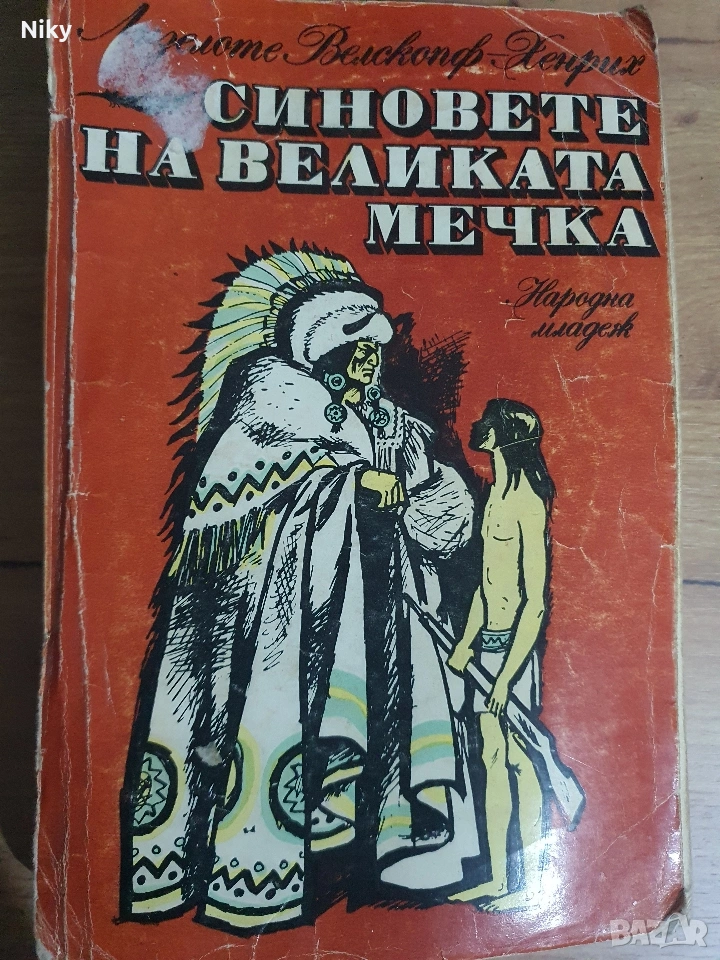 Niky
Велскопф-Хенрих
СИНОВЕТЕ
НА ВЕЛИКАТА
МЕЧКА
Народна
младеж
BAZAR